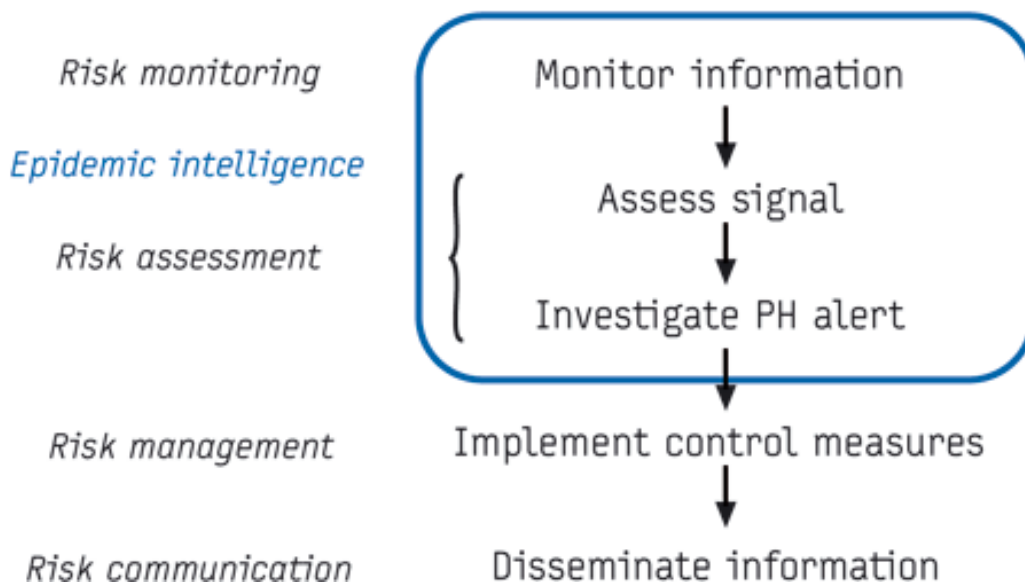 Risk monitoring
Monitor information
Epidemic intelligence
Assess signal
Risk assessment
Investigate PH alert
Risk management
Implement control measures
Risk communication
Disseminate information